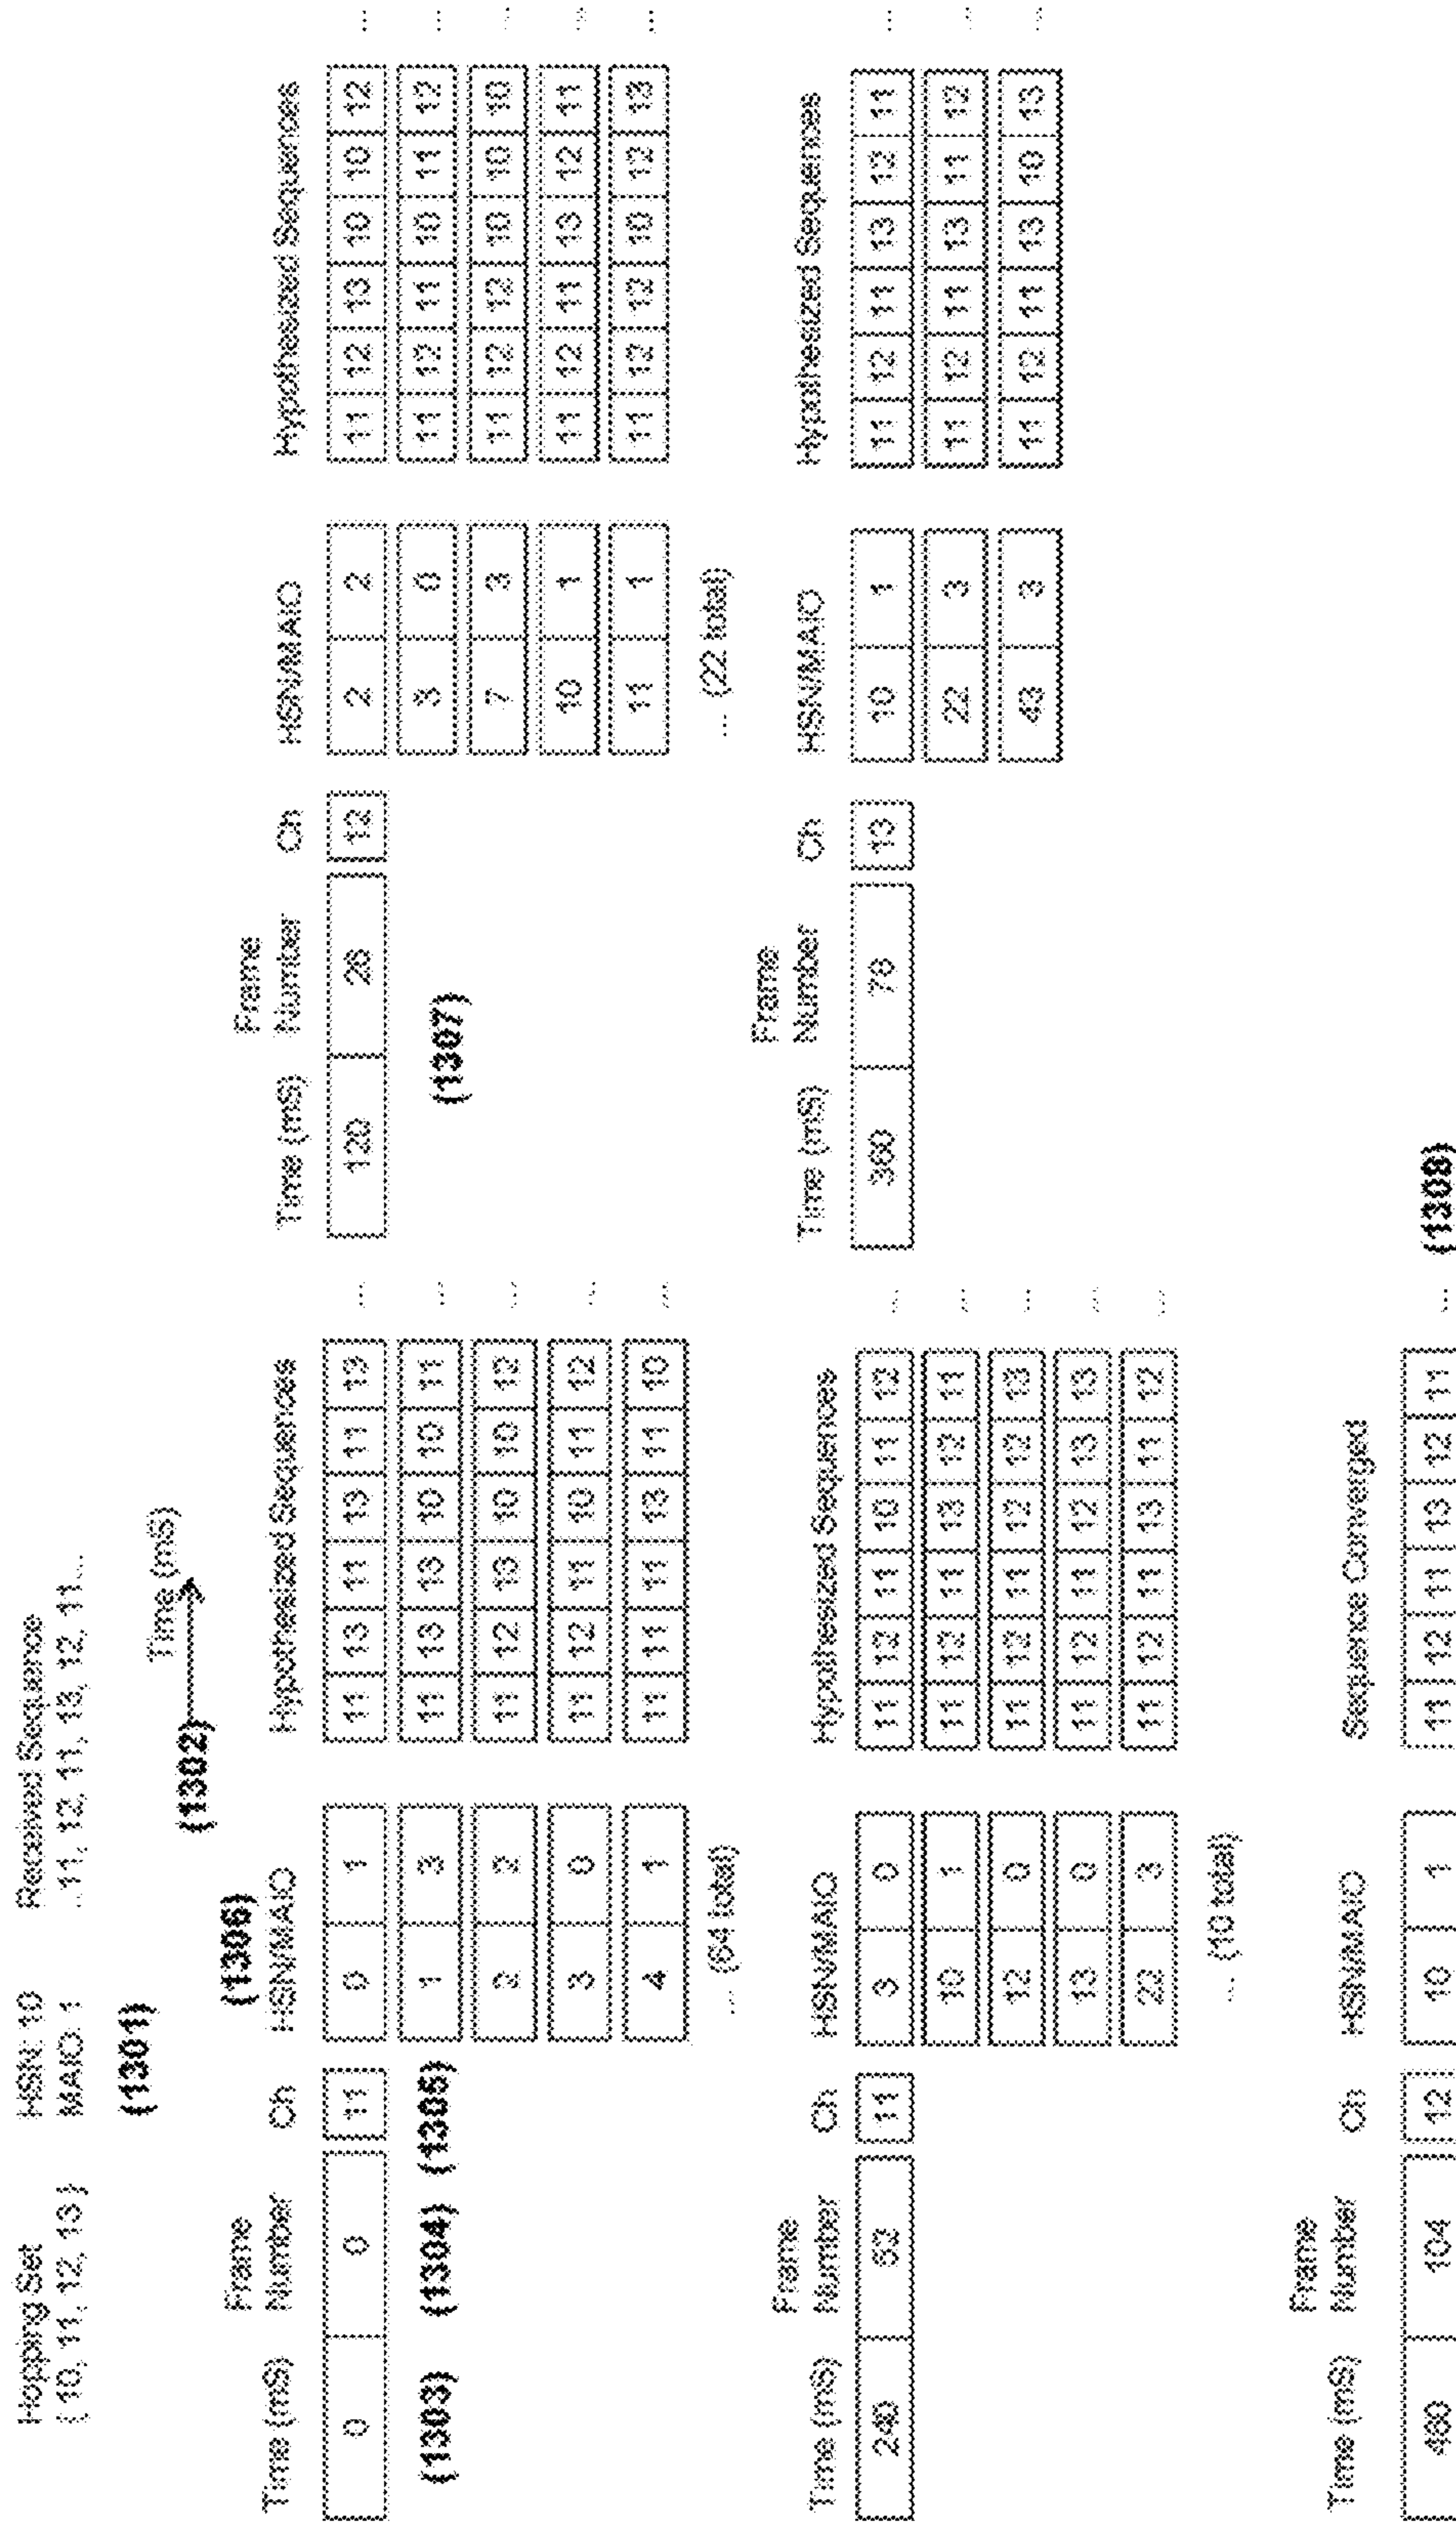 Hopping Set HSN: 10 Received Sequence
{ 10, 11, 12, 13 } MAIO: 1 ..11, 12, 11, 13, 12, 11...
(1301)
(1302) Time (mS)
(1306)
Time (mS) Frame Number Ch HSN/MAIO Hypothesized Sequences
0 0 11 0 1 11 13 11 13 11 13 ...
1 3 11 13 13 10 10 11 ...
2 2 11 12 13 10 10 12
3 0 11 12 11 10 11 12
4 1 11 11 11 13 11 10
(1303) (1304) (1305)
... (64 total)
Time (mS) Frame Number Ch HSN/MAIO Hypothesized Sequences
120 26 12 2 2 11 12 13 10 10 12 ...
3 0 11 12 11 10 11 12 ...
7 3 11 12 12 10 10 10
10 1 11 12 11 13 12 11
11 1 11 12 12 10 12 13 ...
(1307)
... (22 total)
Time (mS) Frame Number Ch HSN/MAIO Hypothesized Sequences
240 52 11 3 0 11 12 11 10 11 12
10 1 11 12 11 13 12 11
12 0 11 12 11 12 12 13
13 0 11 12 11 12 13 13
22 3 11 12 11 13 11 12
... (10 total)
Time (mS) Frame Number Ch HSN/MAIO Hypothesized Sequences
360 78 13 10 1 11 12 11 13 12 11 ...
22 3 11 12 11 13 11 12
43 3 11 12 11 13 10 13
Time (mS) Frame Number Ch HSN/MAIO Sequence Converged
480 104 12 10 1 11 12 11 13 12 11 ...
(1308)